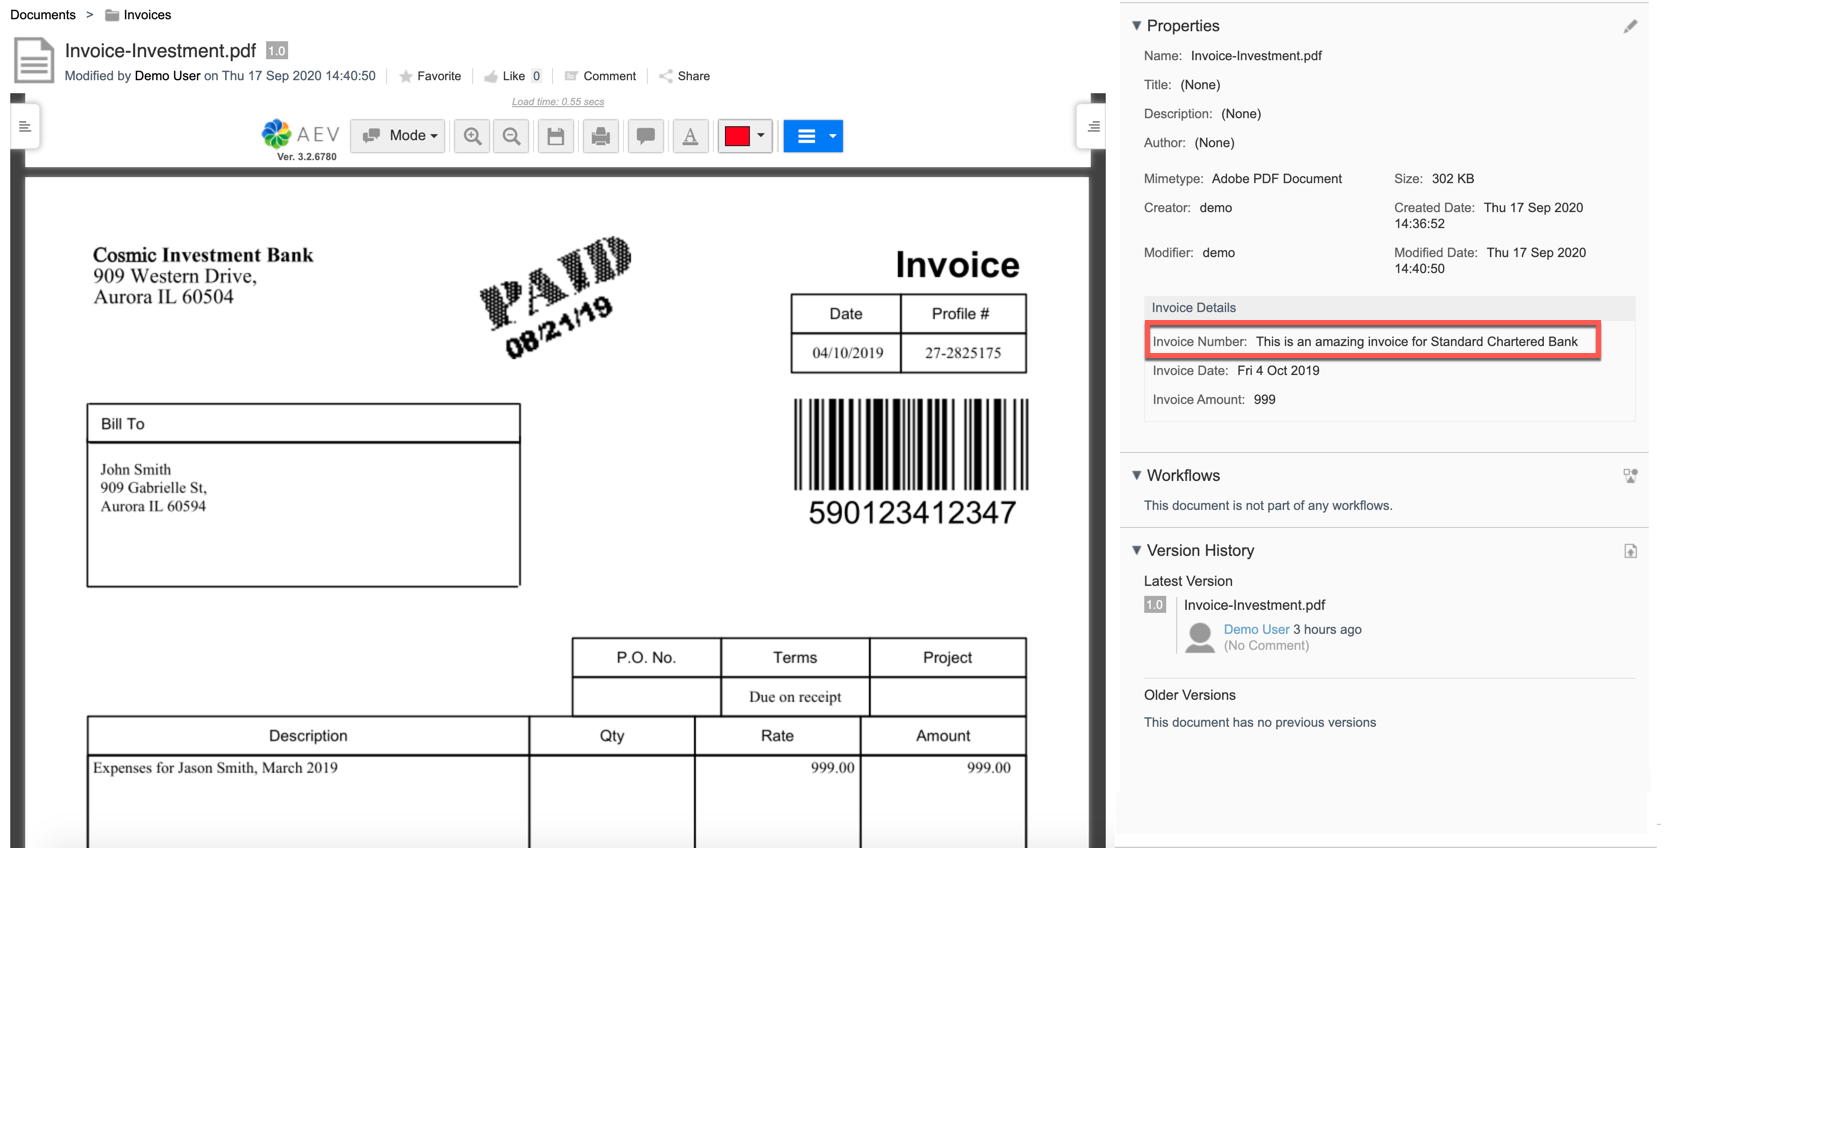 Documents > Invoices
Invoice-Investment.pdf 1.0
Modified by Demo User on Thu 17 Sep 2020 14:40:50 Favorite Like 0 Comment Share
Load time: 0.55 secs
AEV Mode A
Ver. 3.2.6780
Cosmic Investment Bank
909 Western Drive,
Aurora IL 60504
PAID
08/21/19
Invoice
Date Profile #
04/10/2019 27-2825175
590123412347
Bill To
John Smith
909 Gabrielle St,
Aurora IL 60594
P.O. No. Terms Project
Due on receipt
Description Qty Rate Amount
Expenses for Jason Smith, March 2019 999.00 999.00
Properties
Name: Invoice-Investment.pdf
Title: (None)
Description: (None)
Author: (None)
Mimetype: Adobe PDF Document Size: 302 KB
Creator: demo Created Date: Thu 17 Sep 2020
14:36:52
Modifier: demo Modified Date: Thu 17 Sep 2020
14:40:50
Invoice Details
Invoice Number: This is an amazing invoice for Standard Chartered Bank
Invoice Date: Fri 4 Oct 2019
Invoice Amount: 999
Workflows
This document is not part of any workflows.
Version History
Latest Version
1.0 Invoice-Investment.pdf
Demo User 3 hours ago
(No Comment)
Older Versions
This document has no previous versions